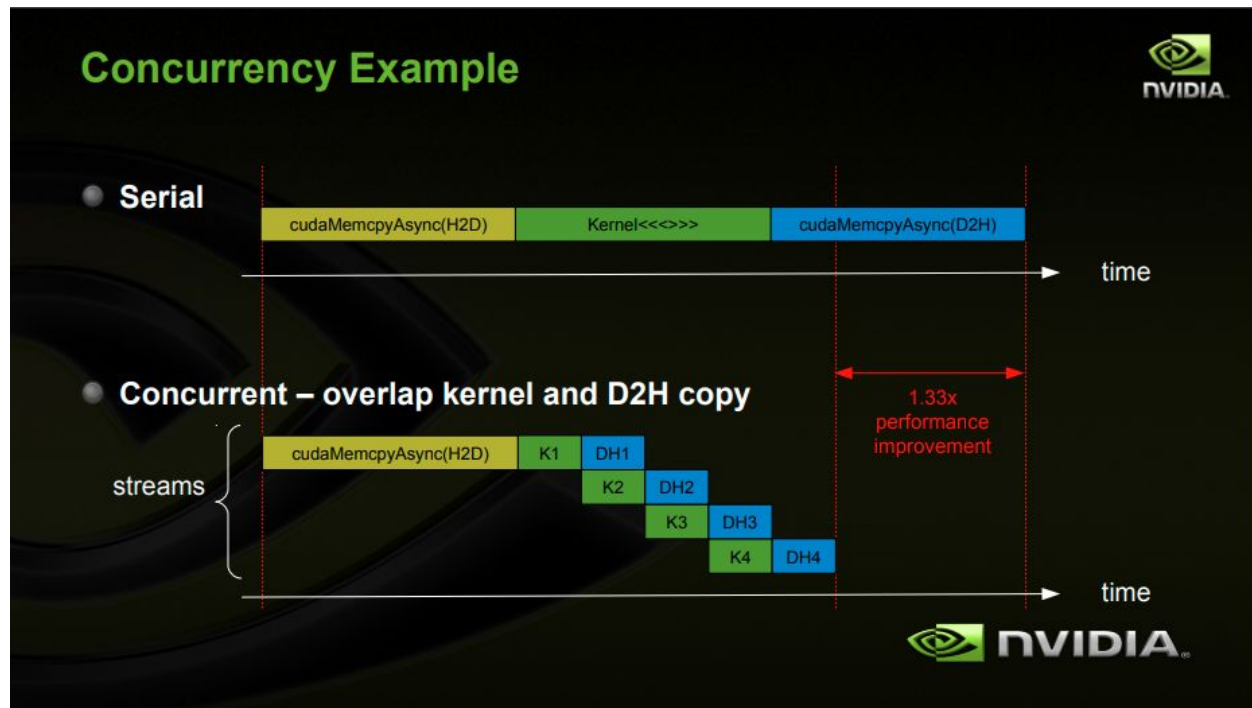 Concurrency Example
NVIDIA.
Serial
cudaMemcpyAsync(H2D) Kernel<<<>>> cudaMemcpyAsync(D2H)
time
Concurrent – overlap kernel and D2H copy
1.33x
performance
improvement
cudaMemcpyAsync(H2D) K1 DH1
streams
K2 DH2
K3 DH3
K4 DH4
time
NVIDIA.